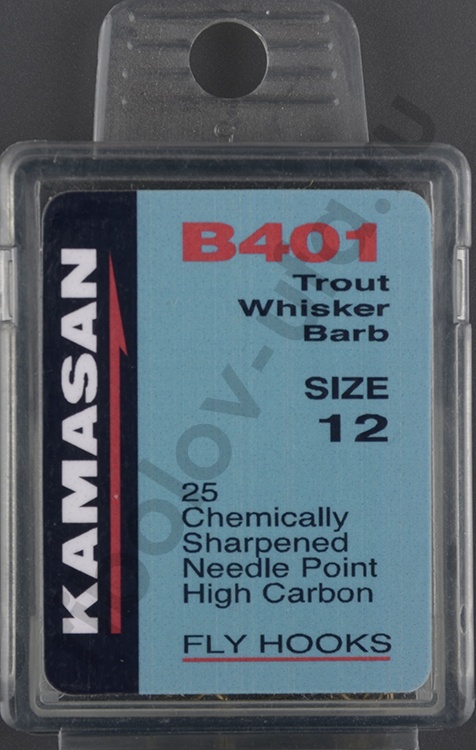 KAMASAN
B401
Trout
Whisker
Barb
SIZE
12
25
Chemically
Sharpened
Needle Point
High Carbon
FLY HOOKS